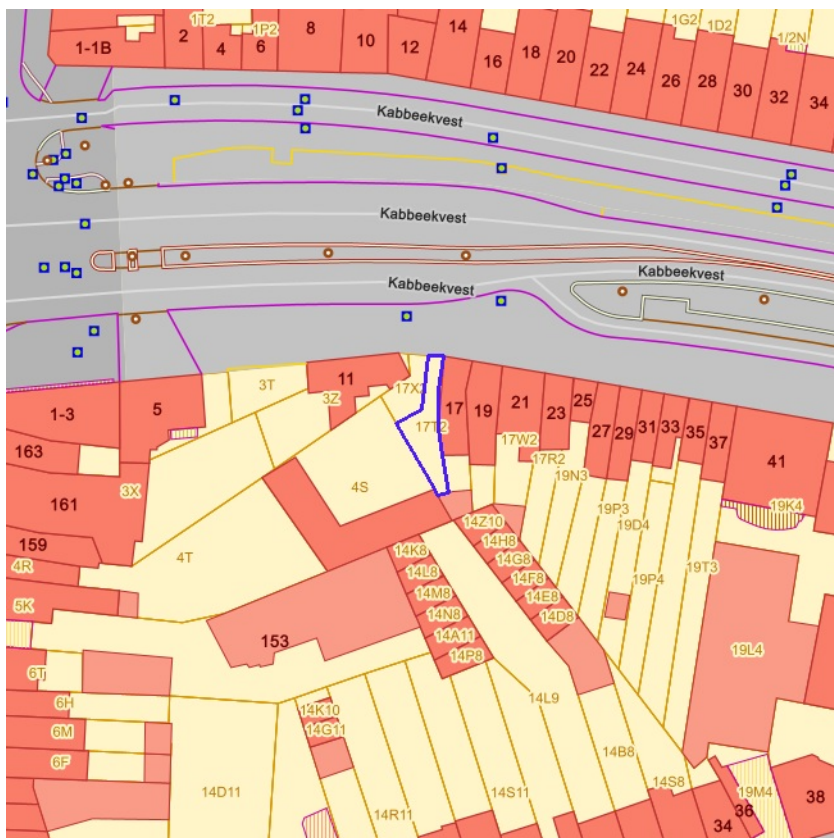 1T2
1P2
1G2
1D2
1/2N
1-1B
2
4
6
8
10
12
14
16
18
20
22
24
26
28
30
32
34
Kabbeekvest
Kabbeekvest
Kabbeekvest
Kabbeekvest
Kabbeekvest
3T
11
3Z
17T2
17
19
21
23
25
27
29
31
33
35
37
41
1-3
5
163
161
159
3X
4R
5K
4S
4T
17W2
17R2
19N3
19P3
19D4
19P4
19T3
19K4
19L4
14Z10
14H8
14G8
14F8
14E8
14D8
14K8
14L8
14M8
14N8
14A11
14P8
153
6H
6M
6F
14K10
14G11
14D11
14R11
14S11
14L9
14B8
14S8
19M4
36
34
38